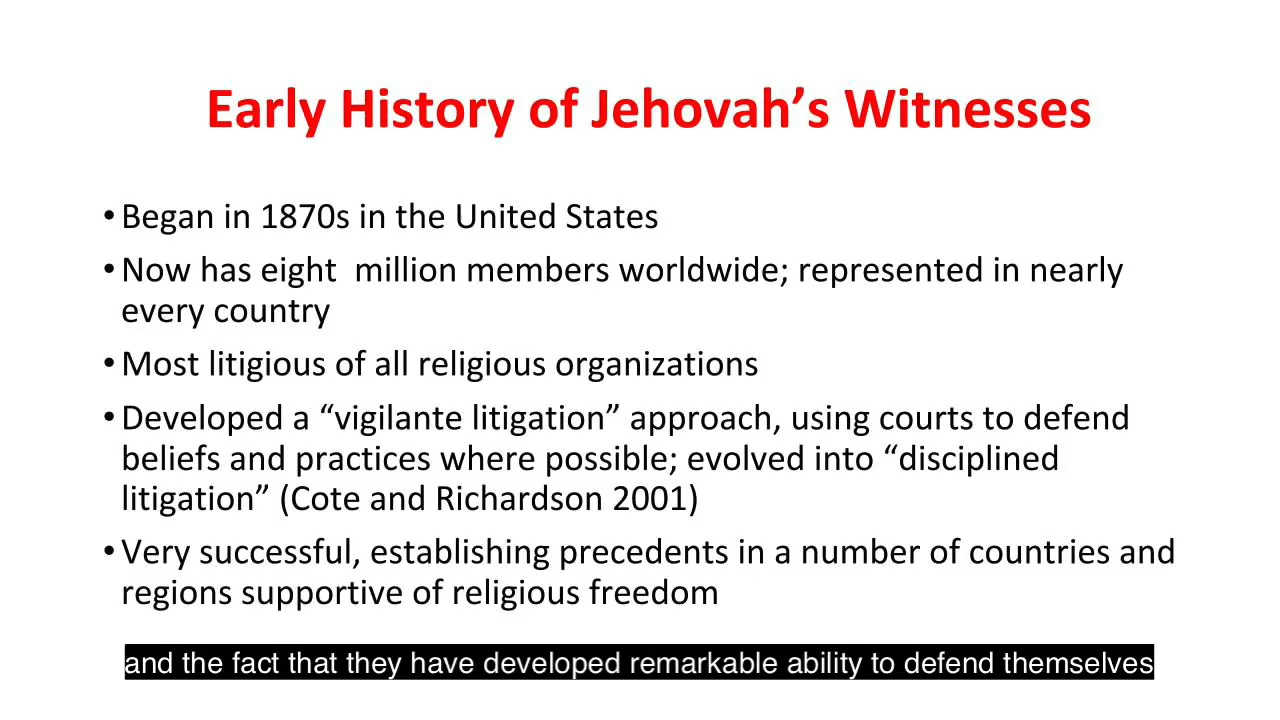 Early History of Jehovah’s Witnesses
• Began in 1870s in the United States
• Now has eight  million members worldwide; represented in nearly
every country
• Most litigious of all religious organizations
• Developed a “vigilante litigation” approach, using courts to defend
beliefs and practices where possible; evolved into “disciplined
litigation” (Cote and Richardson 2001)
• Very successful, establishing precedents in a number of countries and
regions supportive of religious freedom
and the fact that they have developed remarkable ability to defend themselves